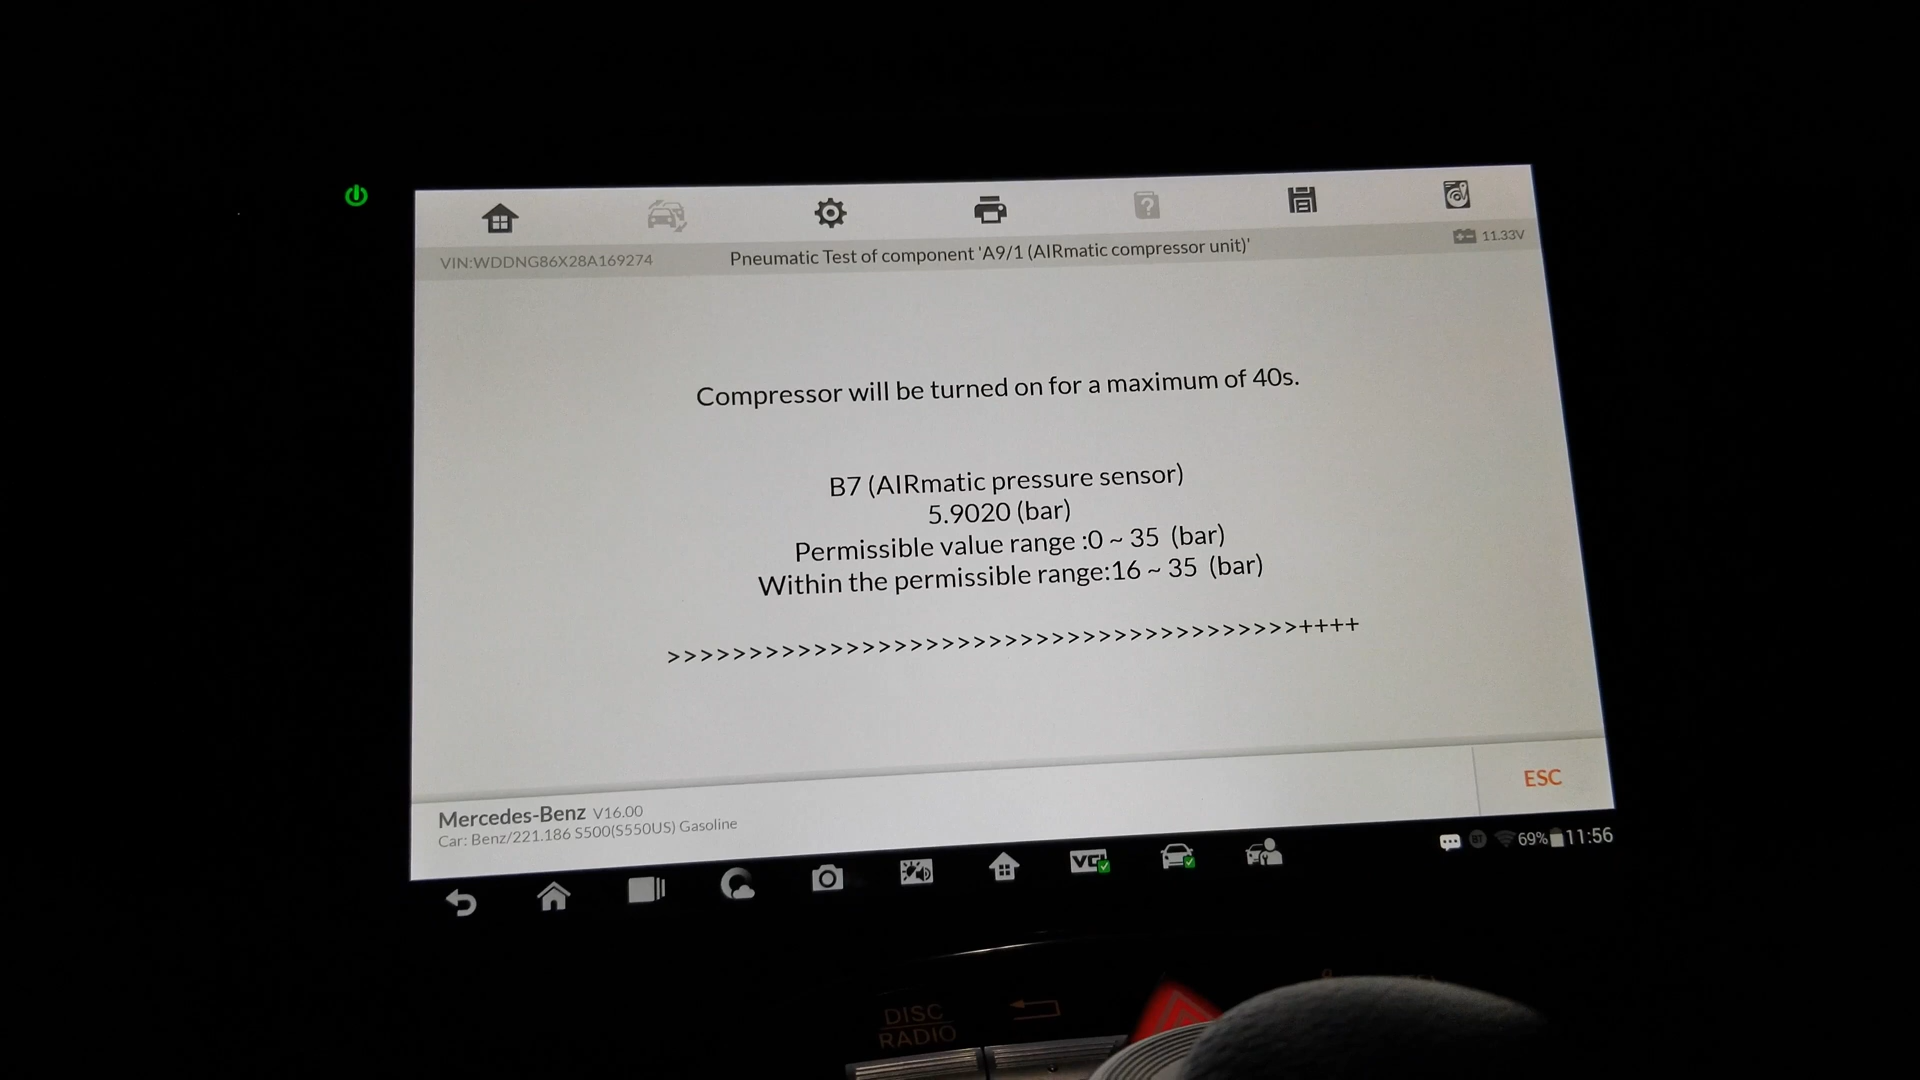 11.33V
VIN:WDDNG86X28A169274
Pneumatic Test of component 'A9/1 (AIRmatic compressor unit)'
Compressor will be turned on for a maximum of 40s.
B7 (AIRmatic pressure sensor)
5.9020 (bar)
Permissible value range :0 ~ 35 (bar)
Within the permissible range:16 ~ 35 (bar)
>>>>>>>>>>>>>>>>>>>>>>>>>>>>>>>>>>>>>>>++++
ESC
Mercedes-Benz V16.00
Car: Benz/221.186 S500(S550US) Gasoline
VCI
BT
69%
11:56
DISC
RADIO